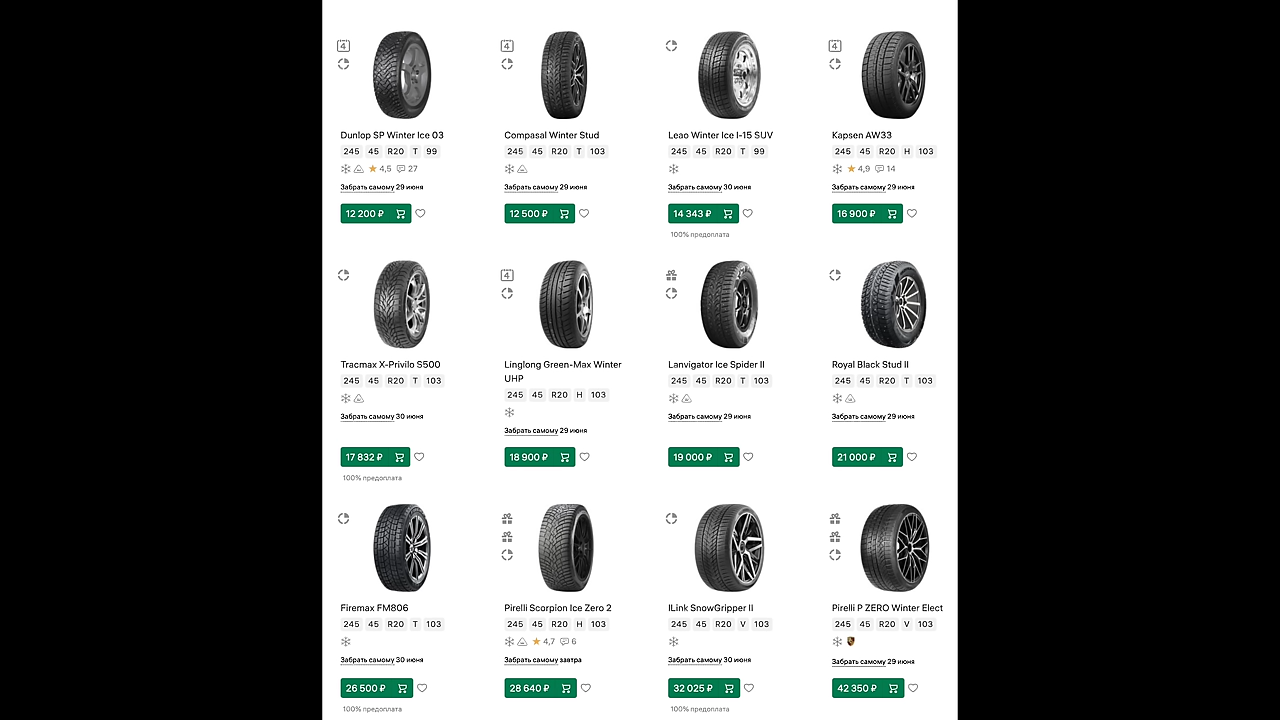 4
4
4
Dunlop SP Winter Ice 03
Compasal Winter Stud
Leao Winter Ice I-15 SUV
Kapsen AW33
245 45 R20 T 99
245 45 R20 T 103
245 45 R20 T 99
245 45 R20 H 103
4,5 27
4,9 14
Забрать самому 29 июня
Забрать самому 29 июня
Забрать самому 30 июня
Забрать самому 29 июня
12 200 ₽
12 500 ₽
14 343 ₽
16 900 ₽
100% предоплата
4
Tracmax X-Privilo S500
Linglong Green-Max Winter
UHP
Lanvigator Ice Spider II
Royal Black Stud II
245 45 R20 T 103
245 45 R20 H 103
245 45 R20 T 103
245 45 R20 T 103
Забрать самому 30 июня
Забрать самому 29 июня
Забрать самому 29 июня
Забрать самому 29 июня
17 832 ₽
18 900 ₽
19 000 ₽
21 000 ₽
100% предоплата
Firemax FM806
Pirelli Scorpion Ice Zero 2
ILink SnowGripper II
Pirelli P ZERO Winter Elect
245 45 R20 T 103
245 45 R20 H 103
245 45 R20 V 103
245 45 R20 V 103
4,7 6
Забрать самому 30 июня
Забрать самому завтра
Забрать самому 30 июня
Забрать самому 29 июня
26 500 ₽
28 640 ₽
32 025 ₽
42 350 ₽
100% предоплата
100% предоплата